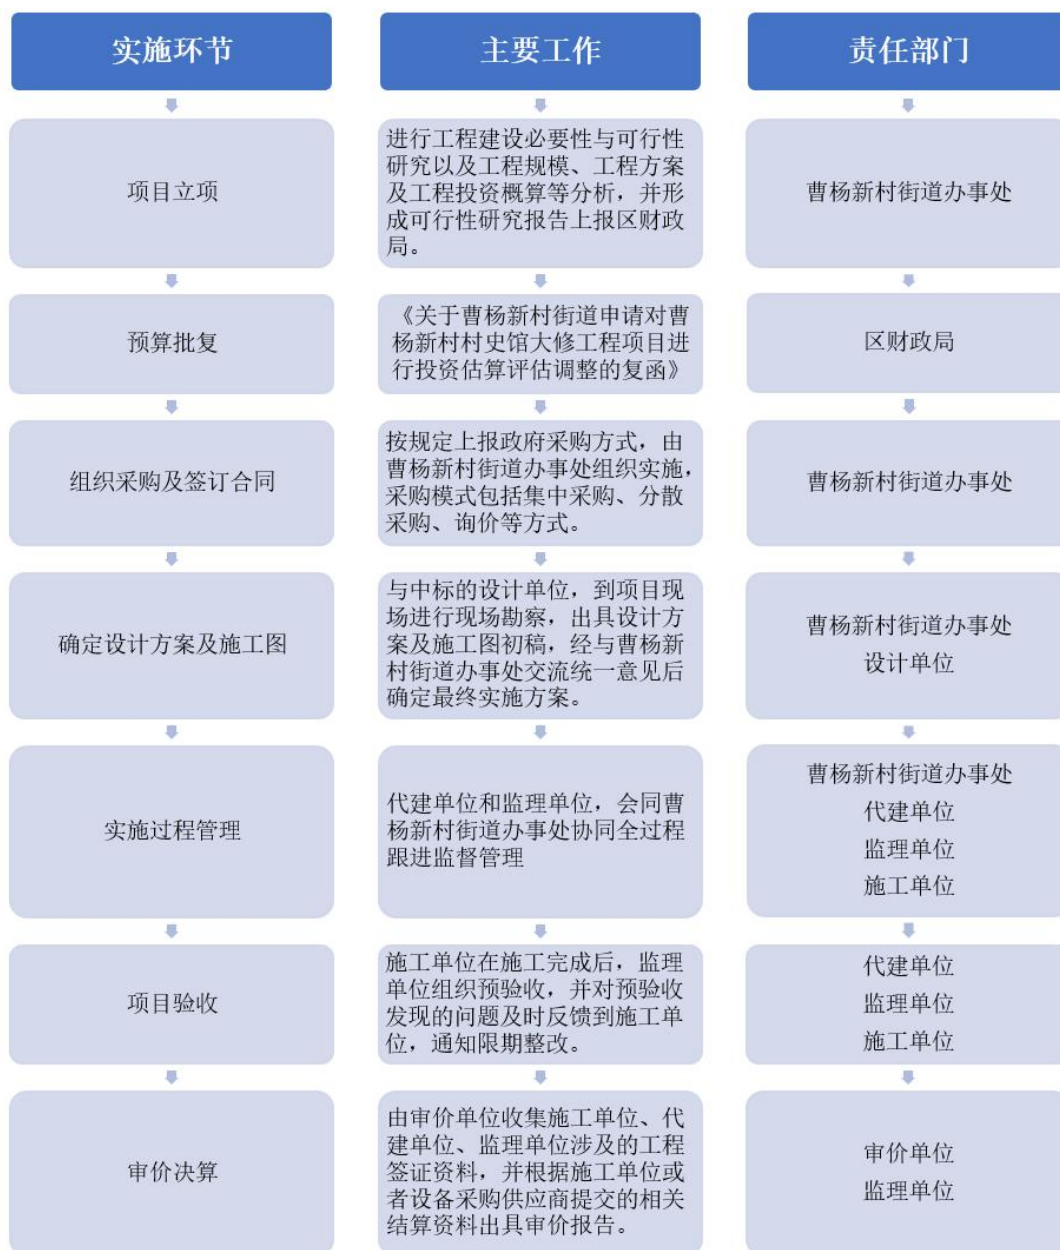 实施环节
主要工作
责任部门
项目立项
进行工程建设必要性与可行性
研究以及工程规模、工程方案
及工程投资概算等分析，并形
成可行性研究报告上报区财政
局。
曹杨新村街道办事处
预算批复
《关于曹杨新村街道申请对曹
杨新村村史馆大修工程项目进
行投资估算评估调整的复函》
区财政局
组织采购及签订合同
按规定上报政府采购方式，由
曹杨新村街道办事处组织实施，
采购模式包括集中采购、分散
采购、询价等方式。
曹杨新村街道办事处
确定设计方案及施工图
与中标的设计单位，到项目现
场进行现场勘察，出具设计方
案及施工图初稿，经与曹杨新
村街道办事处交流统一意见后
确定最终实施方案。
曹杨新村街道办事处
设计单位
实施过程管理
代建单位和监理单位，会同曹
杨新村街道办事处协同全过程
跟进监督管理
曹杨新村街道办事处
代建单位
监理单位
施工单位
项目验收
施工单位在施工完成后，监理
单位组织预验收，并对预验收
发现的问题及时反馈到施工单
位，通知限期整改。
代建单位
监理单位
施工单位
审价决算
由审价单位收集施工单位、代
建单位、监理单位涉及的工程
签证资料，并根据施工单位或
者设备采购供应商提交的相关
结算资料出具审价报告。
审价单位
监理单位